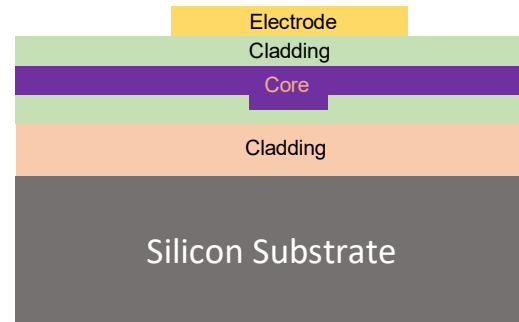 Electrode
Cladding
Core
Cladding
Silicon Substrate